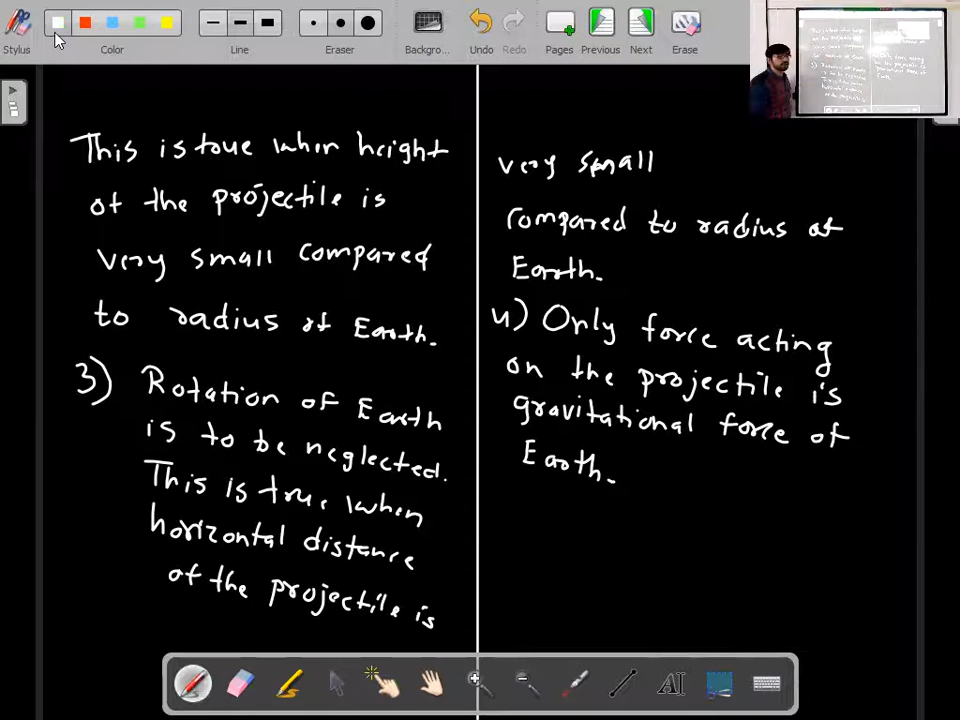 Stylus
Color
Line
Eraser
Backgro...
Undo
Redo
Pages
Previous
Next
Erase
This is true when height
of the projectile is
very small compared
to radius of Earth.
3) Rotation of Earth
is to be neglected.
This is true when
horizontal distance
of the projectile is
very small
compared to radius of
Earth.
4) Only force acting
on the projectile is
gravitational force of
Earth.